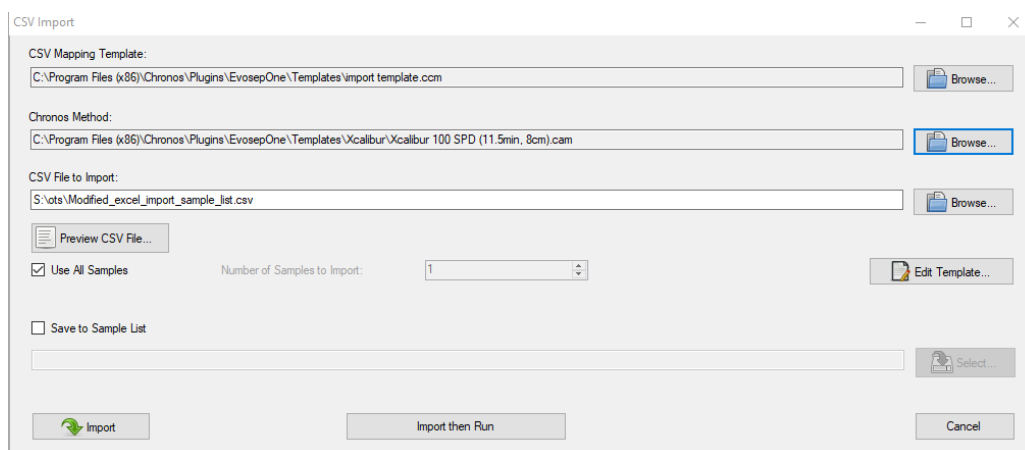 CSV Import
CSV Mapping Template:
C:\Program Files (x86)\Chronos\Plugins\EvosepOne\Templates\import template.ccm
Browse...
Chronos Method:
C:\Program Files (x86)\Chronos\Plugins\EvosepOne\Templates\Xcalibur\Xcalibur 100 SPD (11.5min, 8cm).cam
Browse...
CSV File to Import:
S:\ots\Modified_excel_import_sample_list.csv
Browse...
Preview CSV File...
Use All Samples
Number of Samples to Import:
1
Edit Template...
Save to Sample List
Select...
Import
Import then Run
Cancel